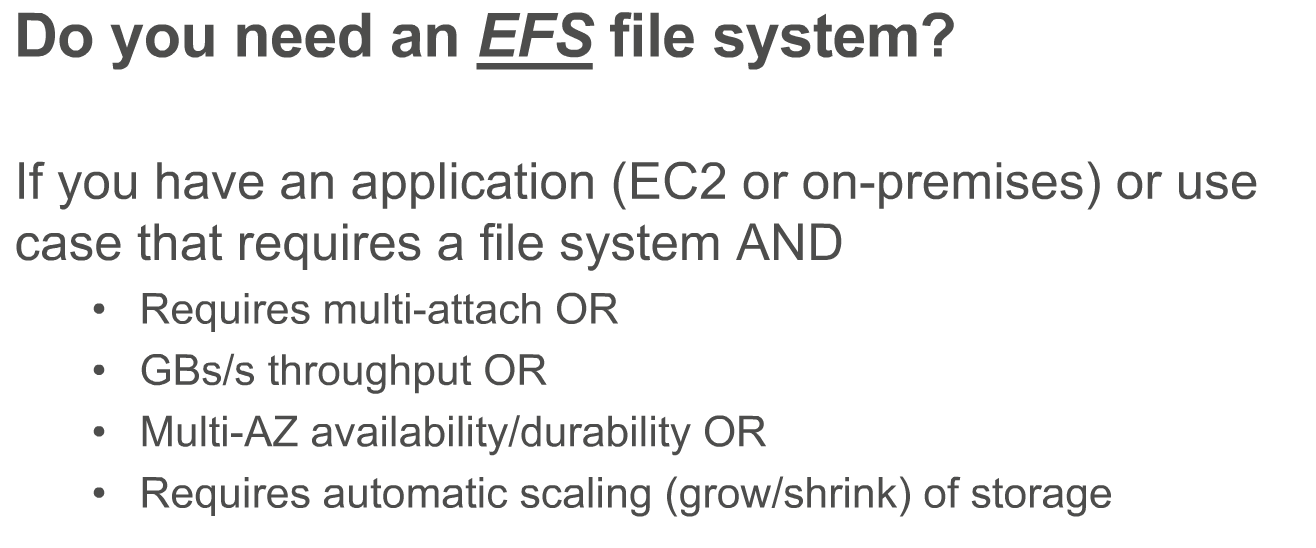 Do you need an EFS file system?
If you have an application (EC2 or on-premises) or use
case that requires a file system AND
• Requires multi-attach OR
• GBs/s throughput OR
• Multi-AZ availability/durability OR
• Requires automatic scaling (grow/shrink) of storage